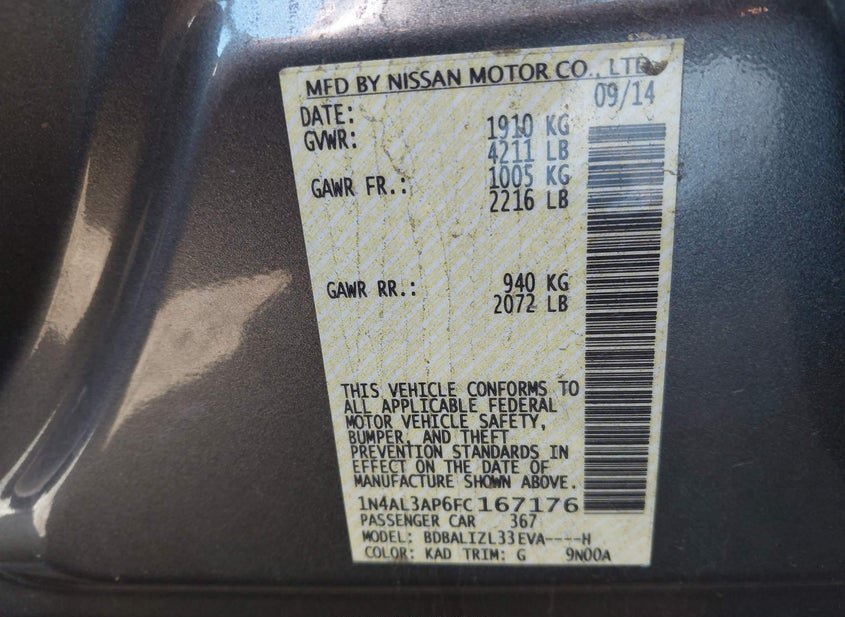 MFD BY NISSAN MOTOR CO., LTD
DATE: 09/14
GVWR: 1910 KG
4211 LB
GAWR FR.: 1005 KG
2216 LB
GAWR RR.: 940 KG
2072 LB
THIS VEHICLE CONFORMS TO
ALL APPLICABLE FEDERAL
MOTOR VEHICLE SAFETY,
BUMPER, AND THEFT
PREVENTION STANDARDS IN
EFFECT ON THE DATE OF
MANUFACTURE SHOWN ABOVE.
1N4AL3AP6FC167176
PASSENGER CAR 367
MODEL: BDBALIZL33EVA----H
COLOR: KAD TRIM: G 9N00A